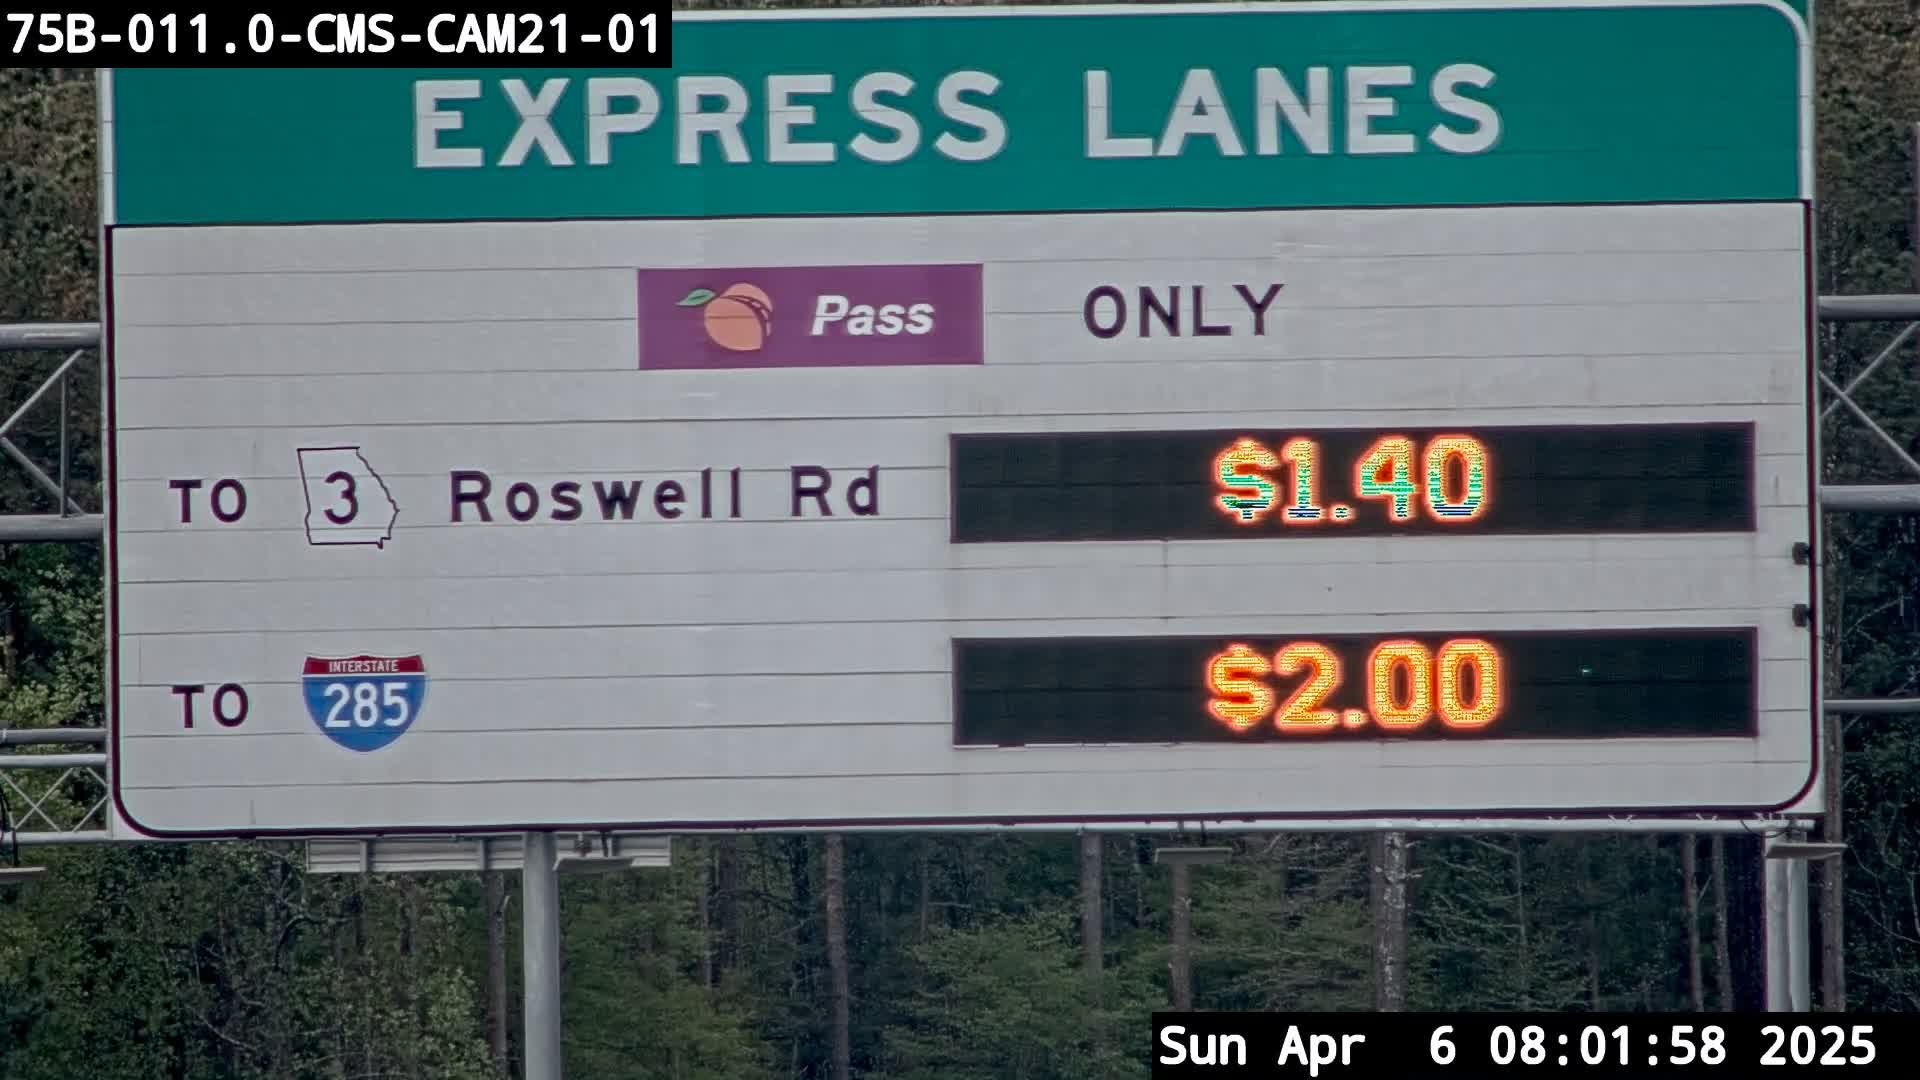 75B-011.0-CMS-CAM21-01
EXPRESS LANES
Pass ONLY
TO 3 Roswell Rd $1.40
INTERSTATE
TO 285 $2.00
Sun Apr 6 08:01:58 2025